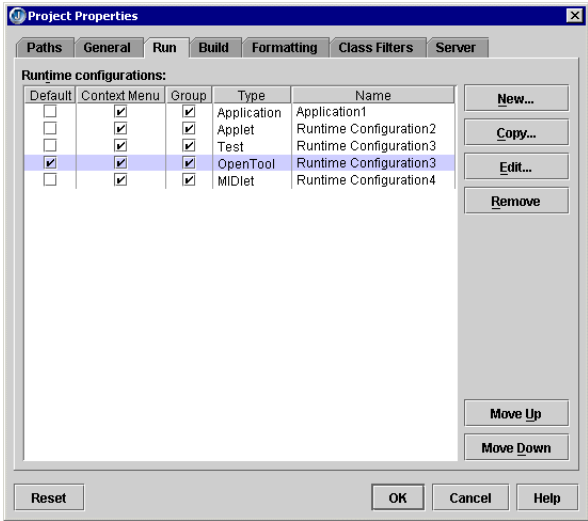 Project Properties
Paths General Run Build Formatting Class Filters Server
Runtime configurations:
Default Context Menu Group Type Name
Application Application1
Applet Runtime Configuration2
Test Runtime Configuration3
OpenTool Runtime Configuration3
MIDlet Runtime Configuration4
New...
Copy...
Edit...
Remove
Move Up
Move Down
Reset OK Cancel Help